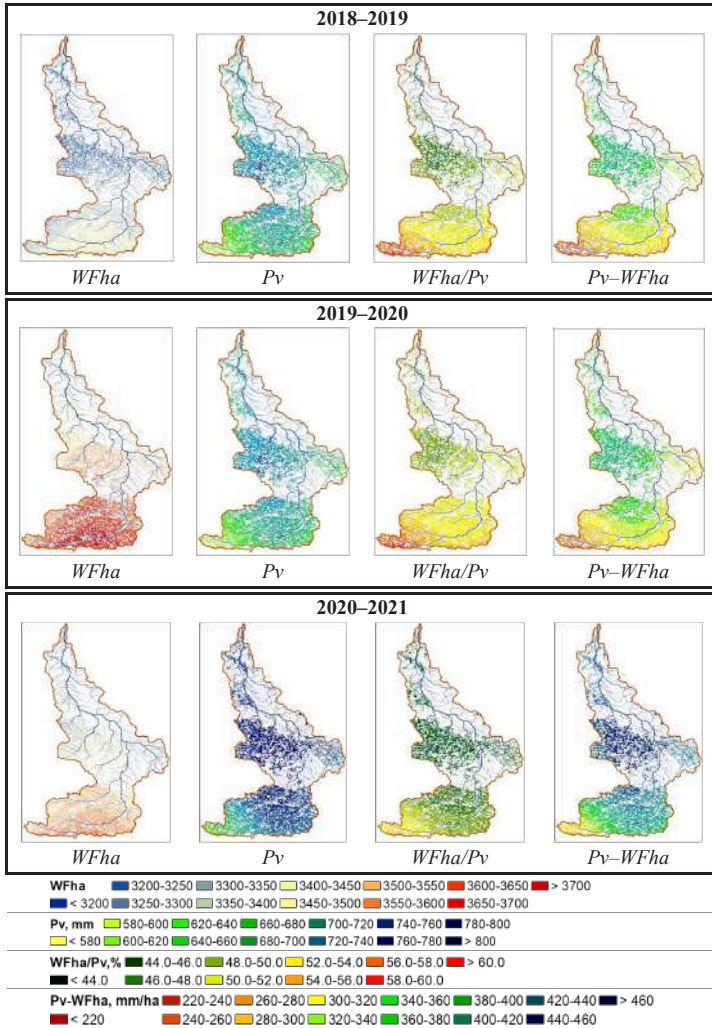 2018–2019
WFha Pv WFha/Pv Pv–WFha
2019–2020
WFha Pv WFha/Pv Pv–WFha
2020–2021
WFha Pv WFha/Pv Pv–WFha
WFha 3200-3250 3300-3350 3400-3450 3500-3550 3600-3650 > 3700
< 3200 3250-3300 3350-3400 3450-3500 3550-3600 3650-3700
Pv, mm 580-600 620-640 660-680 700-720 740-760 780-800
< 580 600-620 640-660 680-700 720-740 760-780 > 800
WFha/Pv,% 44.0-46.0 48.0-50.0 52.0-54.0 56.0-58.0 > 60.0
< 44.0 46.0-48.0 50.0-52.0 54.0-56.0 58.0-60.0
Pv-WFha, mm/ha 220-240 260-280 300-320 340-360 380-400 420-440 > 460
< 220 240-260 280-300 320-340 360-380 400-420 440-460